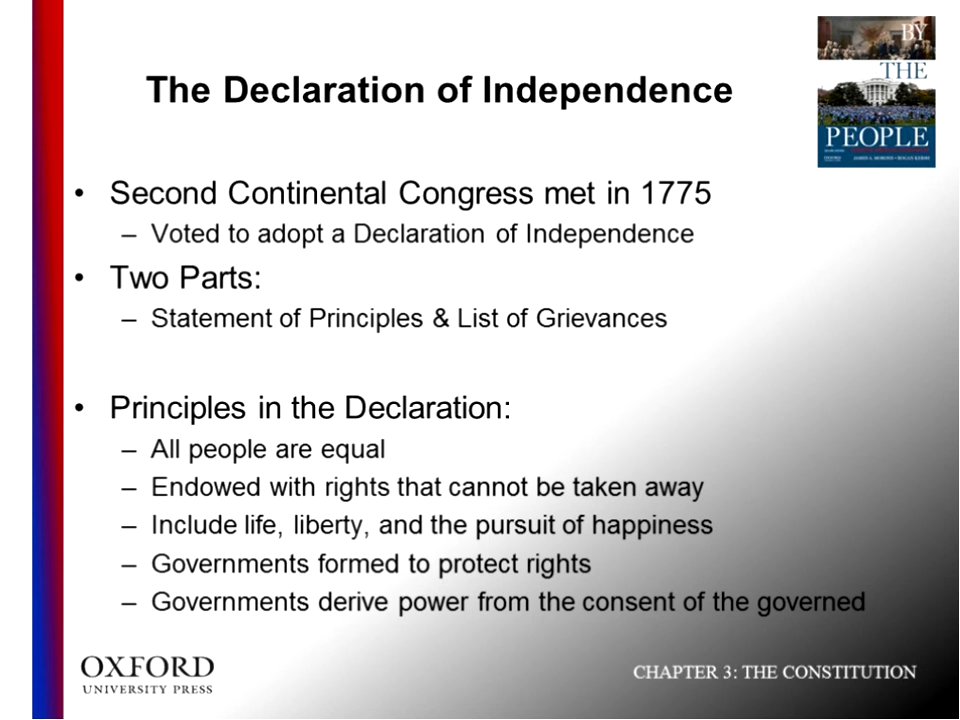 BY
THE
PEOPLE
The Declaration of Independence
• Second Continental Congress met in 1775
– Voted to adopt a Declaration of Independence
• Two Parts:
– Statement of Principles & List of Grievances
• Principles in the Declaration:
– All people are equal
– Endowed with rights that cannot be taken away
– Include life, liberty, and the pursuit of happiness
– Governments formed to protect rights
– Governments derive power from the consent of the governed
OXFORD
UNIVERSITY PRESS
CHAPTER 3: THE CONSTITUTION